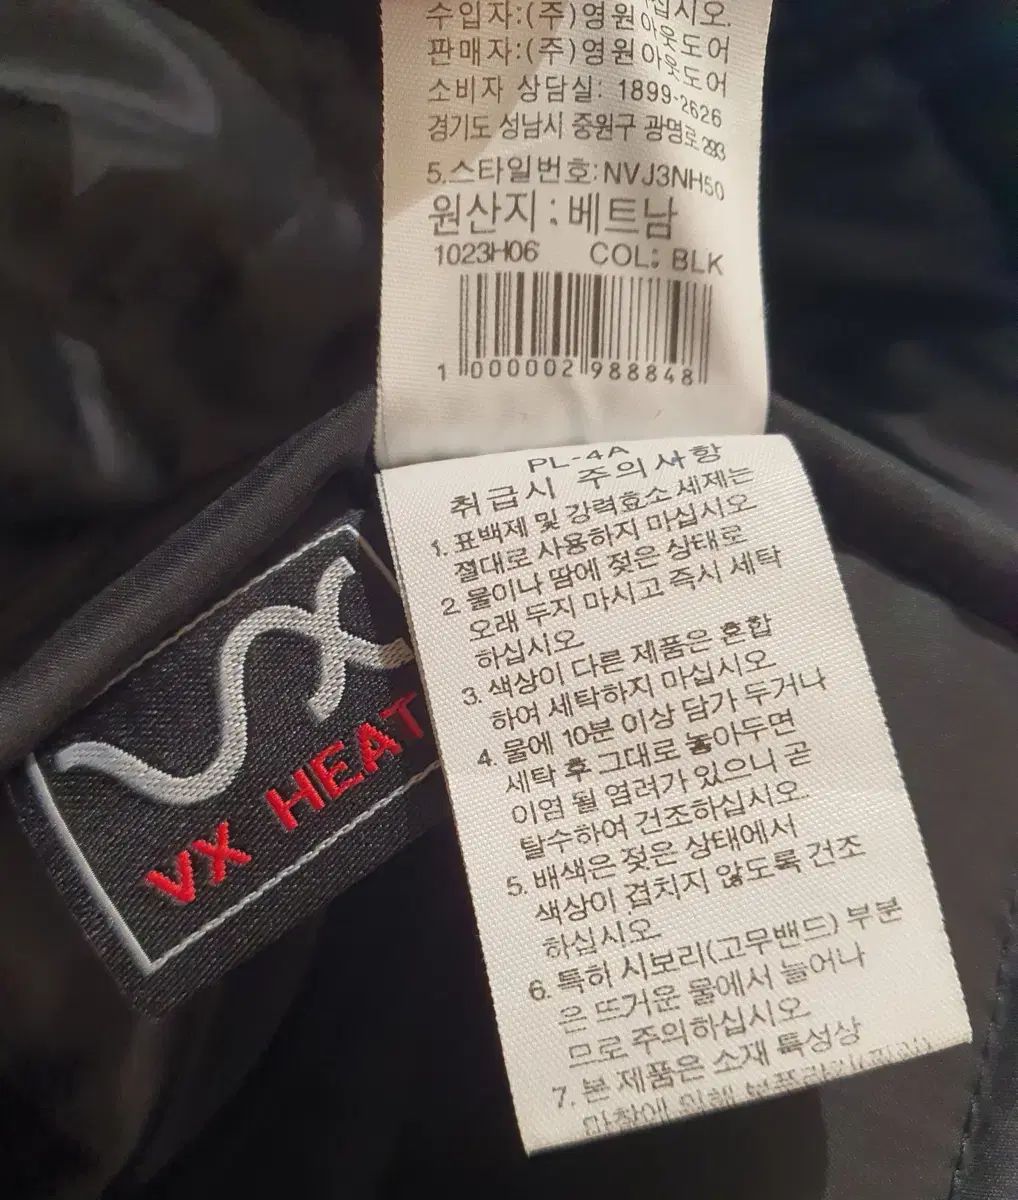 십시오.
수입자:(주)영원아웃도어
판매자:(주)영원아웃도어
소비자 상담실: 1899-2626
경기도 성남시 중원구 광명로 293
5.스타일번호:NVJ3NH50
원산지 : 베트남
1023H06 COL: BLK
1 000002 988848
PL-4A
취급시 주의사항
1. 표백제 및 강력효소세제는
절대로 사용하지 마십시오
2. 물이나 땀에 젖은 상태로
오래 두지 마시고 즉시 세탁
하십시오
3. 색상이 다른 제품은 혼합
하여 세탁하지 마십시오
4. 물에 10분 이상 담가 두거나
세탁 후 그대로 놓아두면
이염 될 염려가 있으니 곧
탈수하여 건조하십시오.
5. 배색은 젖은 상태에서
색상이 겹치지 않도록 건조
하십시오.
6. 특히 시보리(고무밴드) 부분
은 뜨거운 물에서 늘어나
므로 주의하십시오
7. 본 제품은 소재 특성상
마찰에 의해
VX HEAT